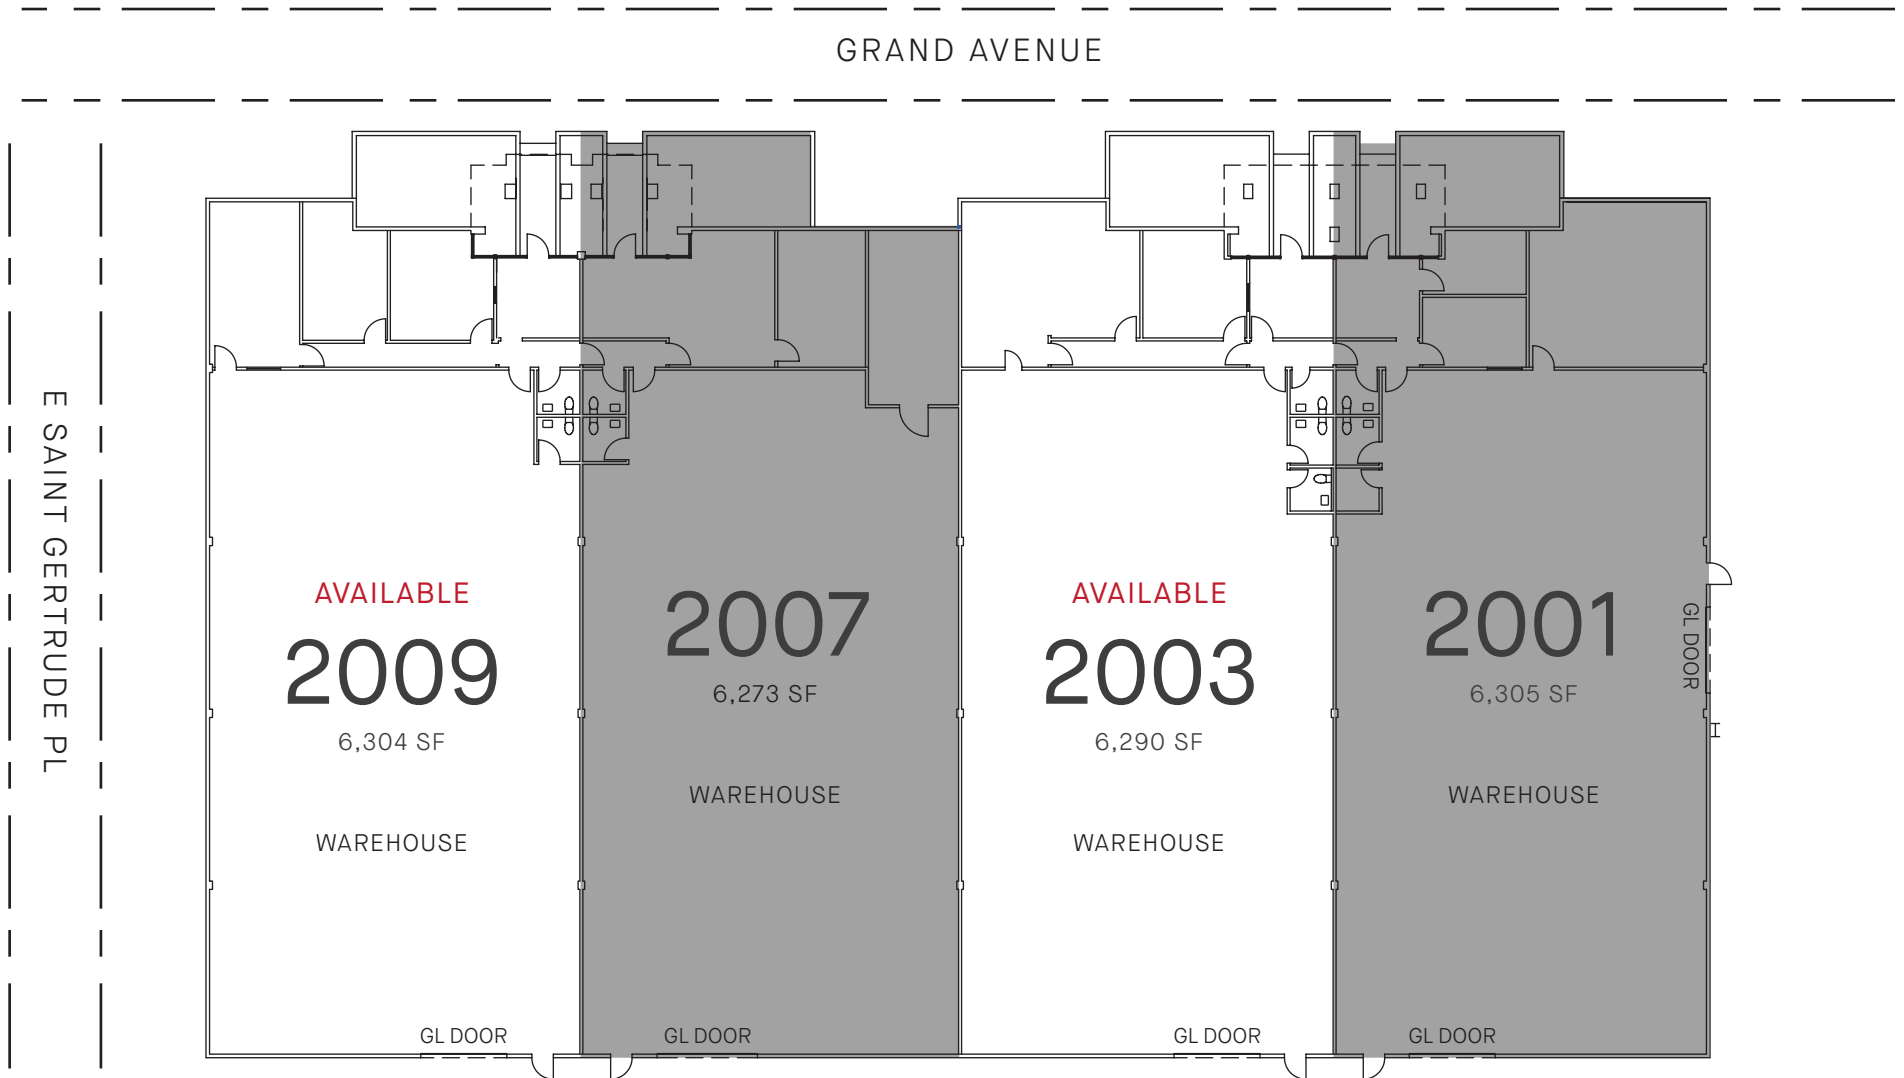 GRAND AVENUE
E SAINT GERTRUDE PL
AVAILABLE
2009
6,304 SF
WAREHOUSE
GL DOOR
2007
6,273 SF
WAREHOUSE
GL DOOR
AVAILABLE
2003
6,290 SF
WAREHOUSE
GL DOOR
2001
6,305 SF
WAREHOUSE
GL DOOR
GL DOOR